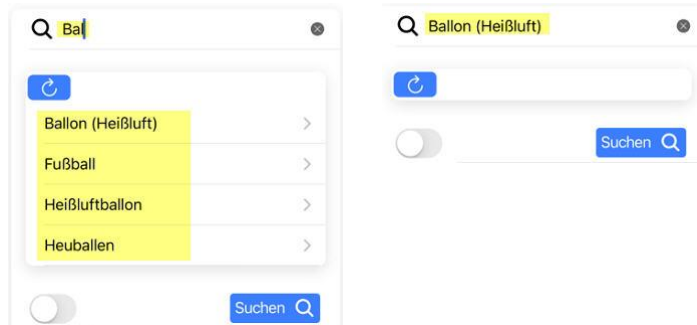 Bal
Ballon (Heißluft)
Fußball
Heißluftballon
Heuballen
Suchen
Ballon (Heißluft)
Suchen